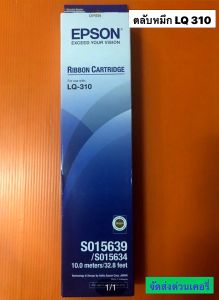 ตลับหมึก LQ 310
EPSON
EXCEED YOUR VISION
RIBBON CARTRIDGE
LQ-310
S015639
/S015634
10.0 meters/32.8 feet
1/1
จัดส่งด่วนเคอรี่